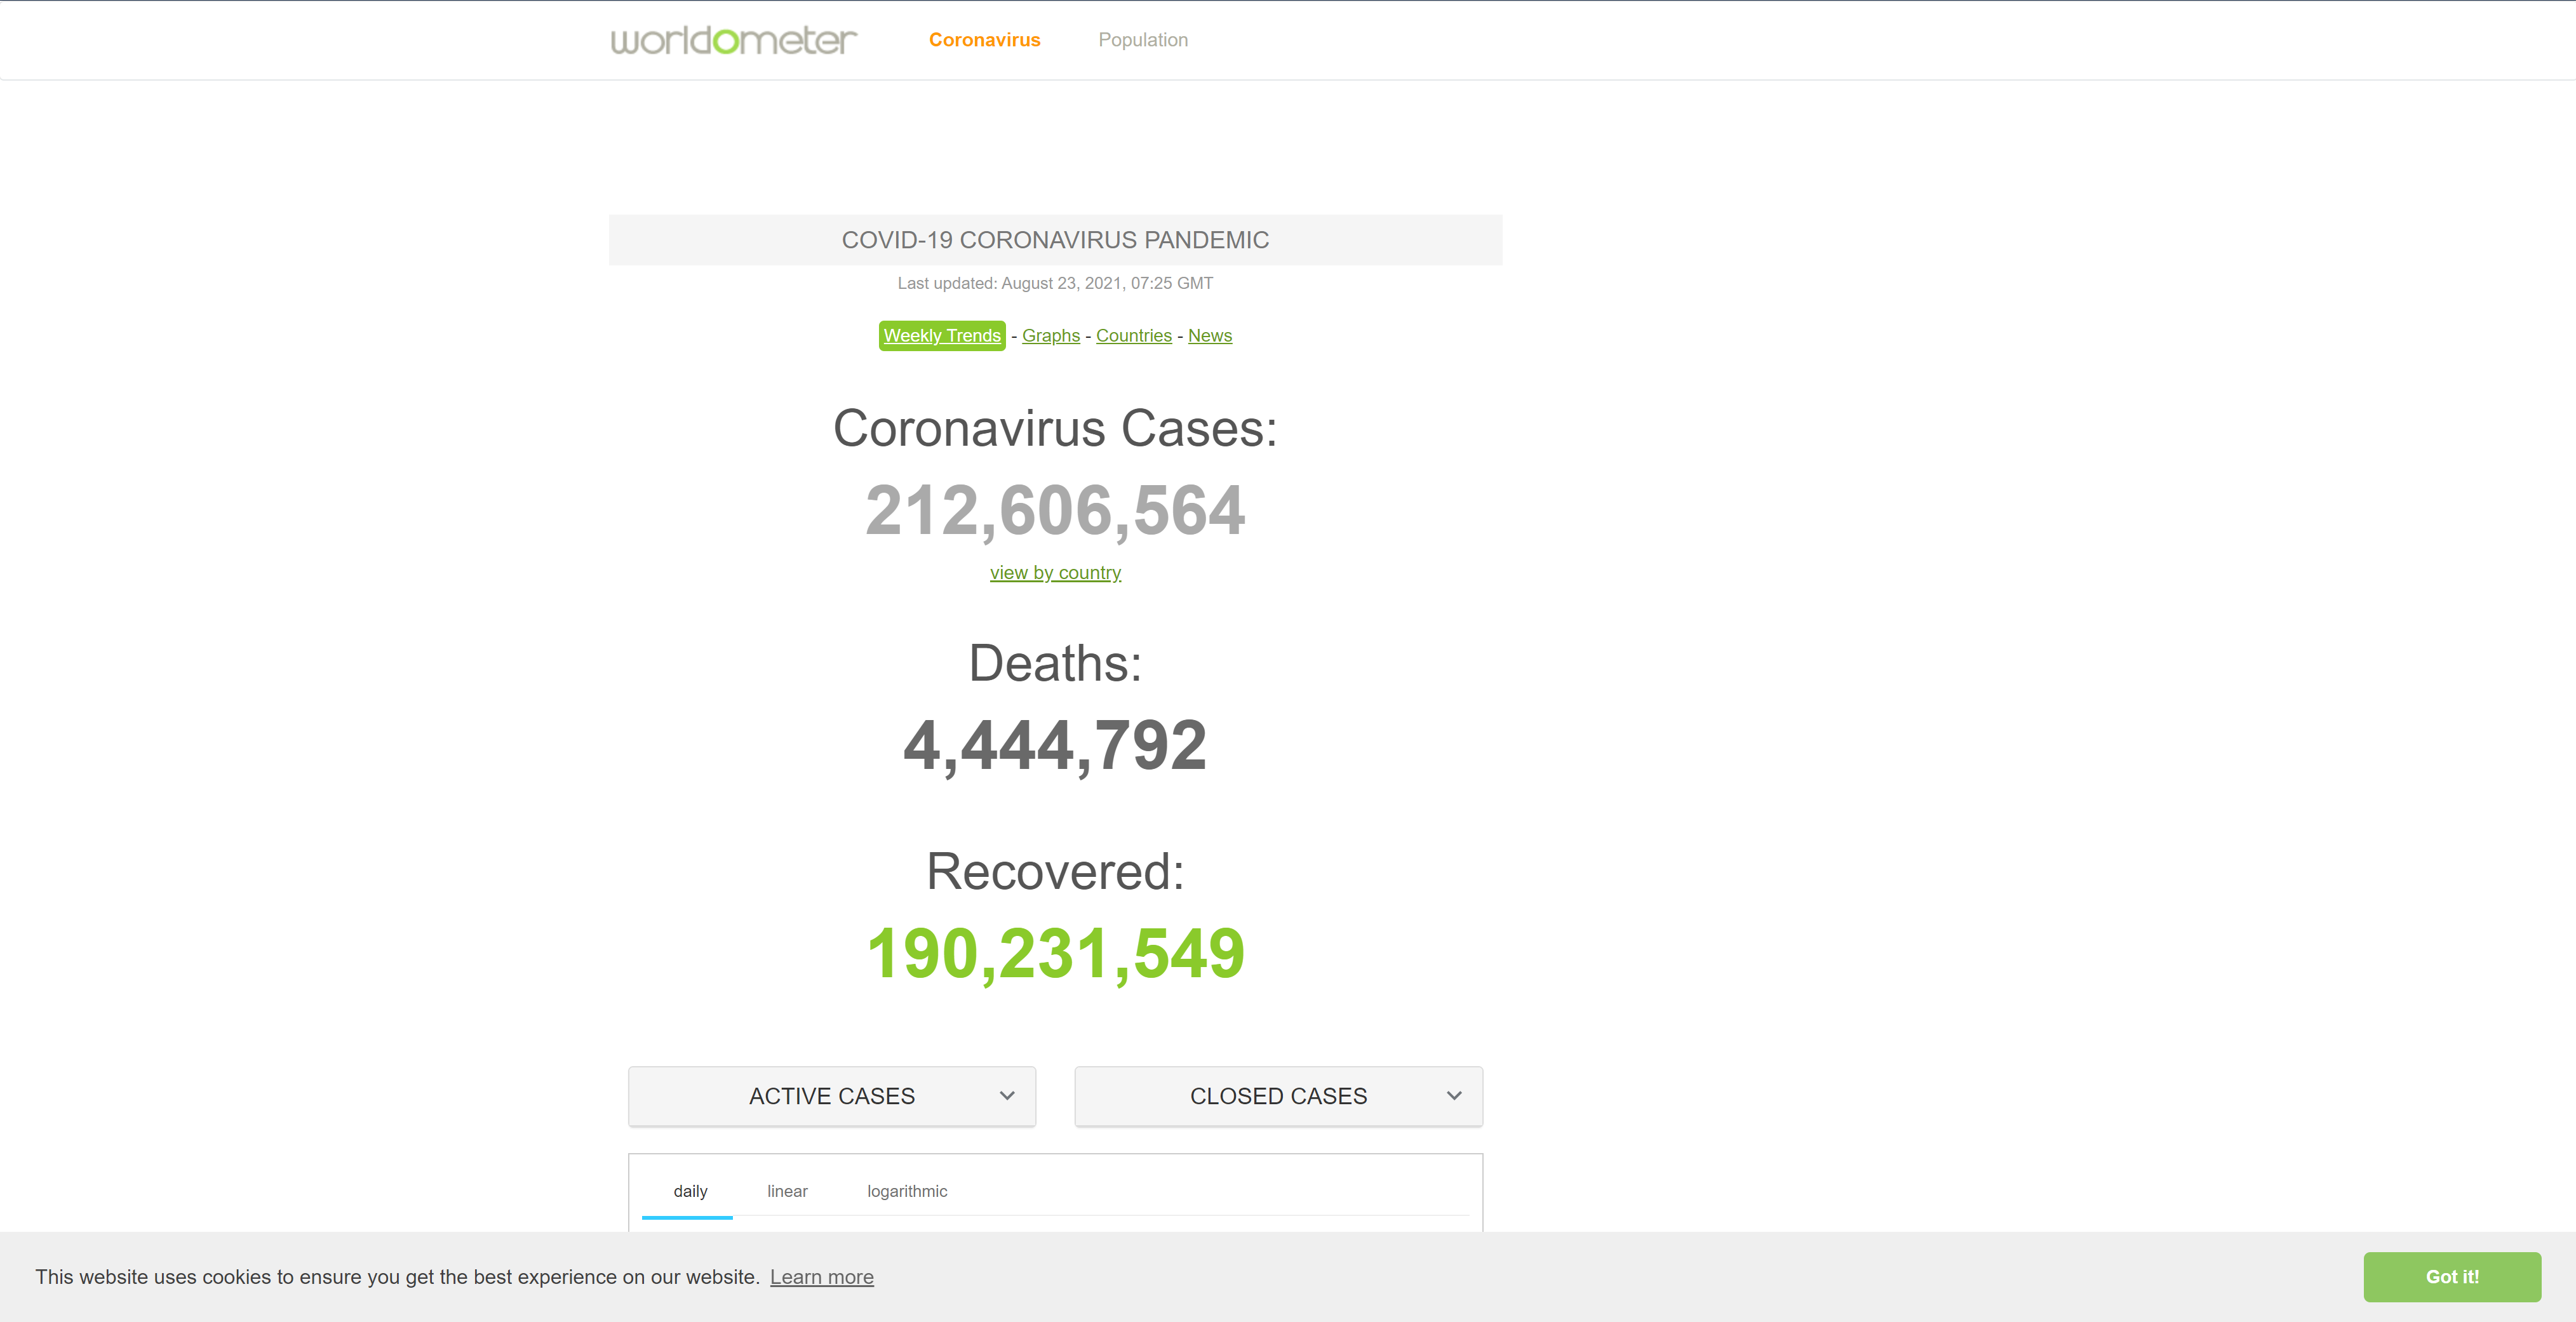 worldometer Coronavirus Population
COVID-19 CORONAVIRUS PANDEMIC
Last updated: August 23, 2021, 07:25 GMT
Weekly Trends - Graphs - Countries - News
Coronavirus Cases:
212,606,564
view by country
Deaths:
4,444,792
Recovered:
190,231,549
ACTIVE CASES CLOSED CASES
daily linear logarithmic
This website uses cookies to ensure you get the best experience on our website. Learn more Got it!